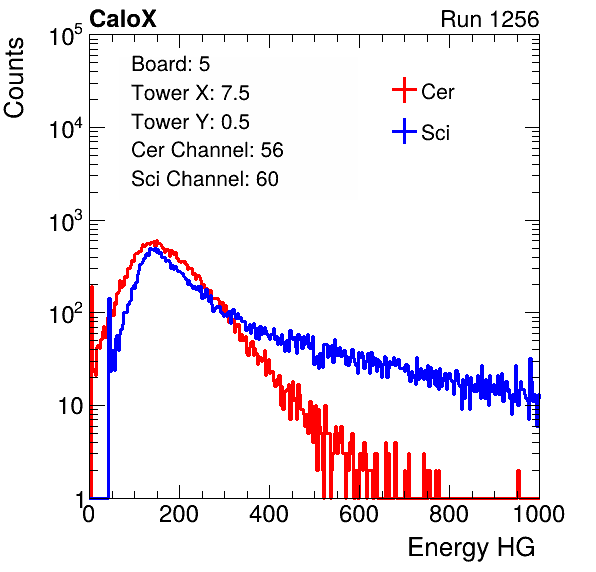 CaloX Run 1256
Counts
Board: 5
Tower X: 7.5
Tower Y: 0.5
Cer Channel: 56
Sci Channel: 60
Cer
Sci
10^5
10^4
10^3
10^2
10
1
0 200 400 600 800 1000
Energy HG